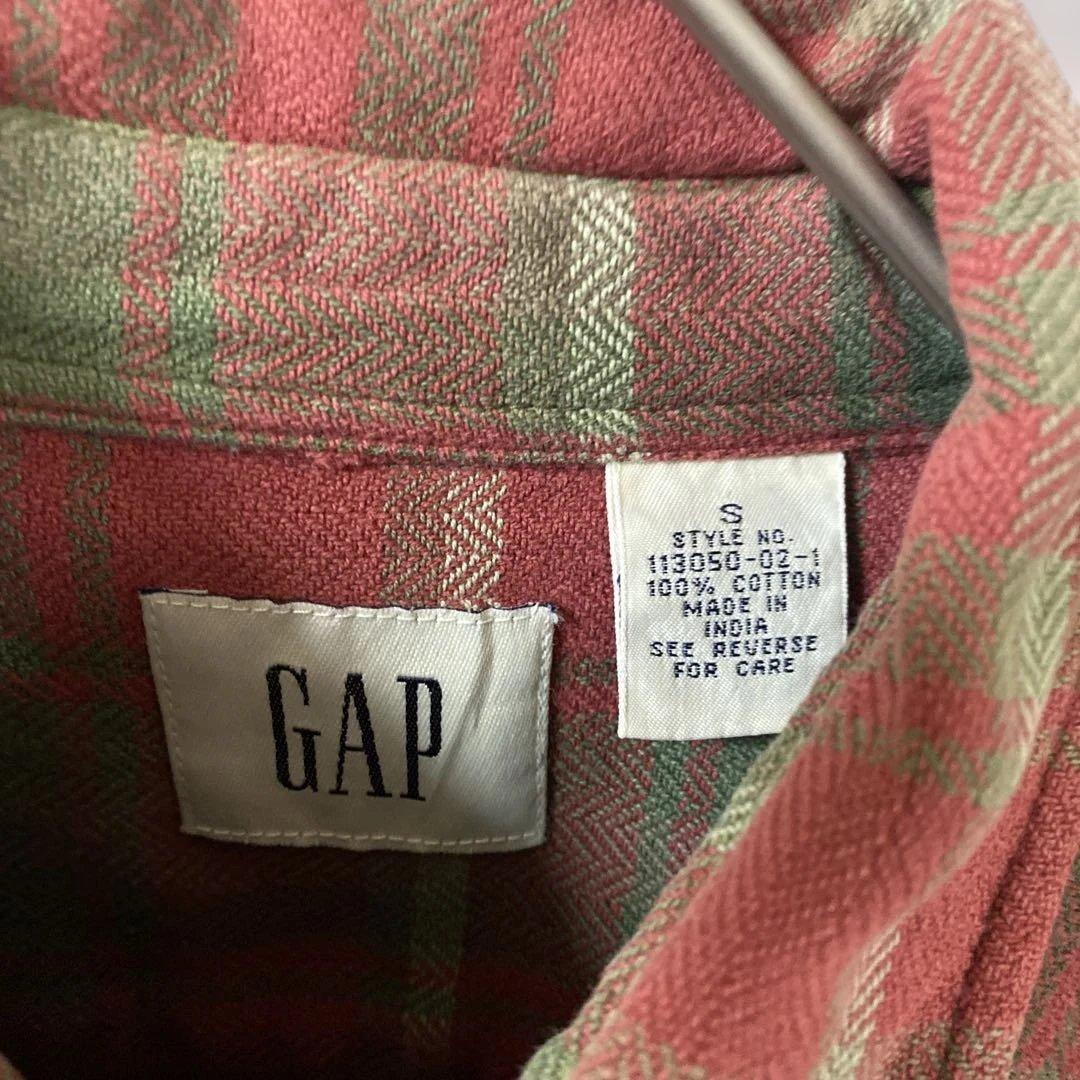 GAP
S
STYLE NO.
113050-02-1
100% COTTON
MADE IN
INDIA
SEE REVERSE
FOR CARE